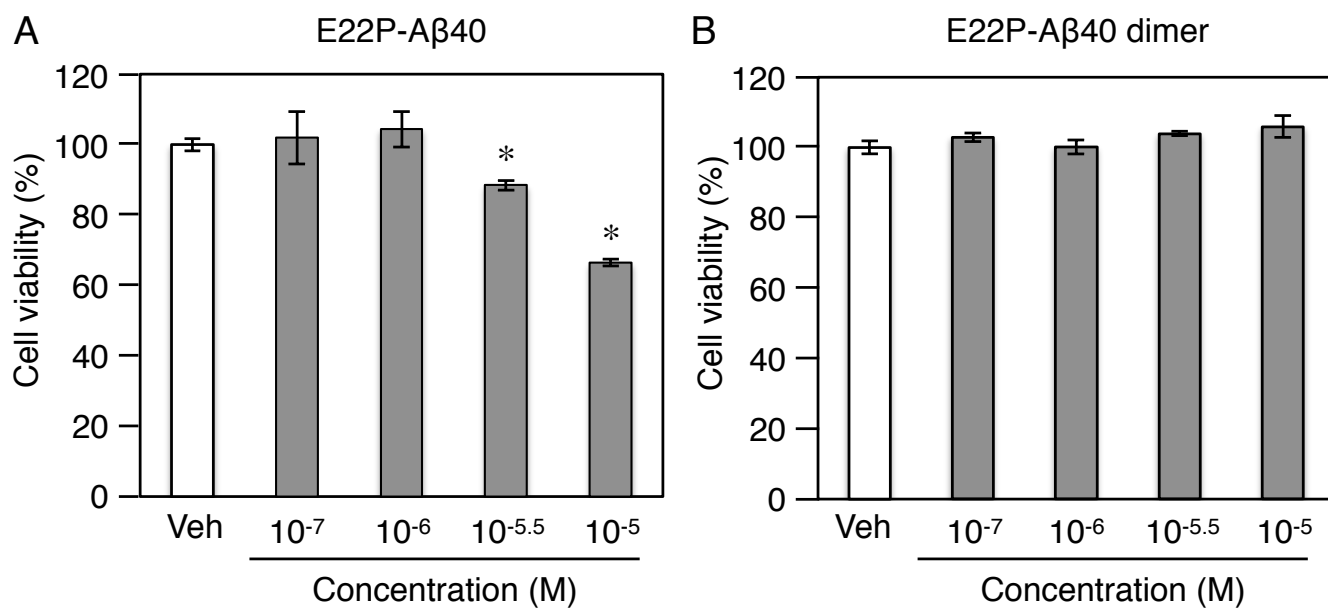 A
E22P-Aβ40
Cell viability (%)
120
100
80
60
40
20
0
*
*
Veh
10⁻⁷
10⁻⁶
10⁻⁵·⁵
10⁻⁵
Concentration (M)
B
E22P-Aβ40 dimer
Cell viability (%)
120
100
80
60
40
20
0
Veh
10⁻⁷
10⁻⁶
10⁻⁵·⁵
10⁻⁵
Concentration (M)